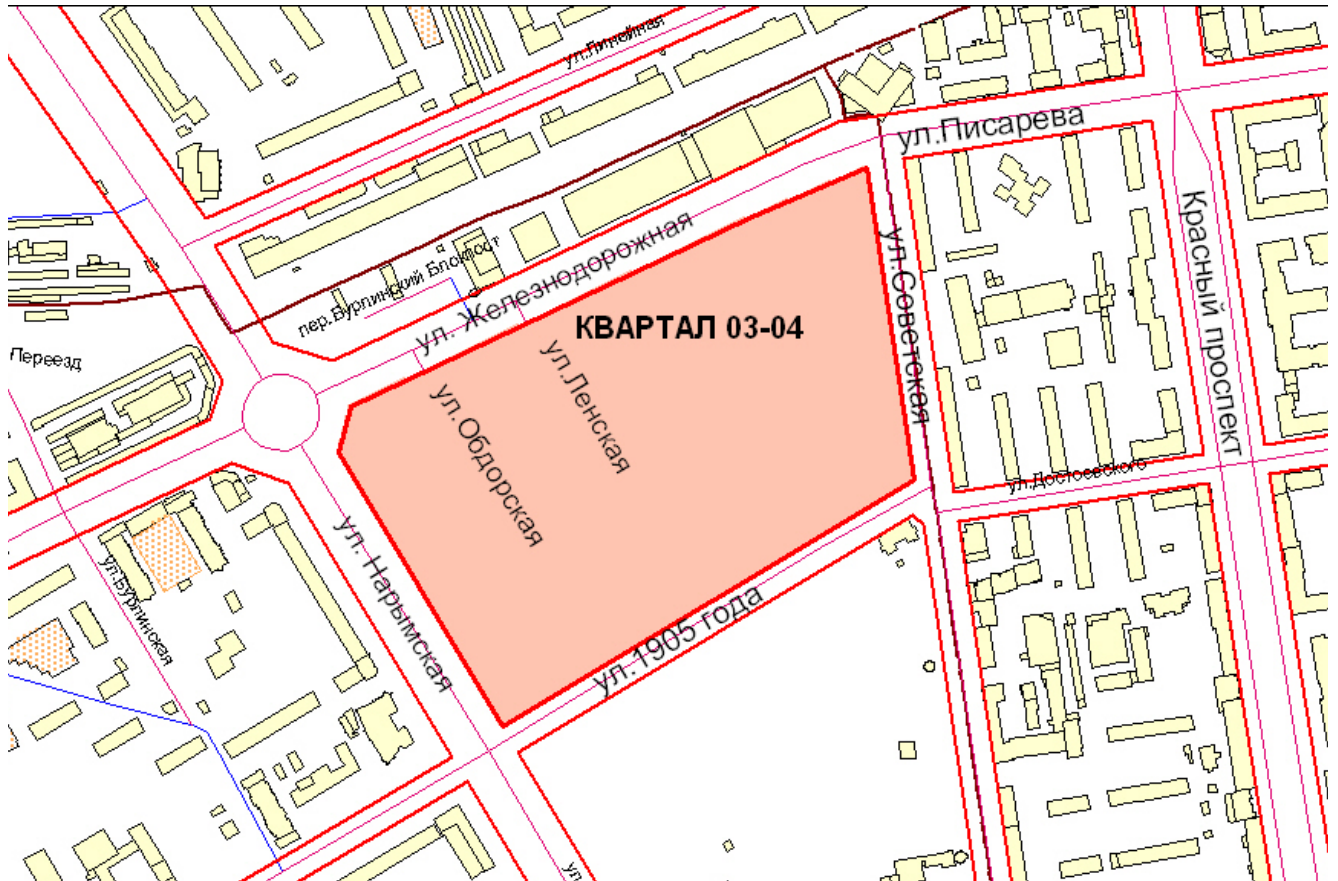 ул.Линейная
ул.Писарева
ул. Железнодорожная
пер.Бурлинский Блокпост
КВАРТАЛ 03-04
ул.Советская
Красный проспект
Переезд
ул.Ленская
ул.Обдорская
ул.Достоевского
ул. Нарымская
ул.Бурлинская
ул.1905 года
ул